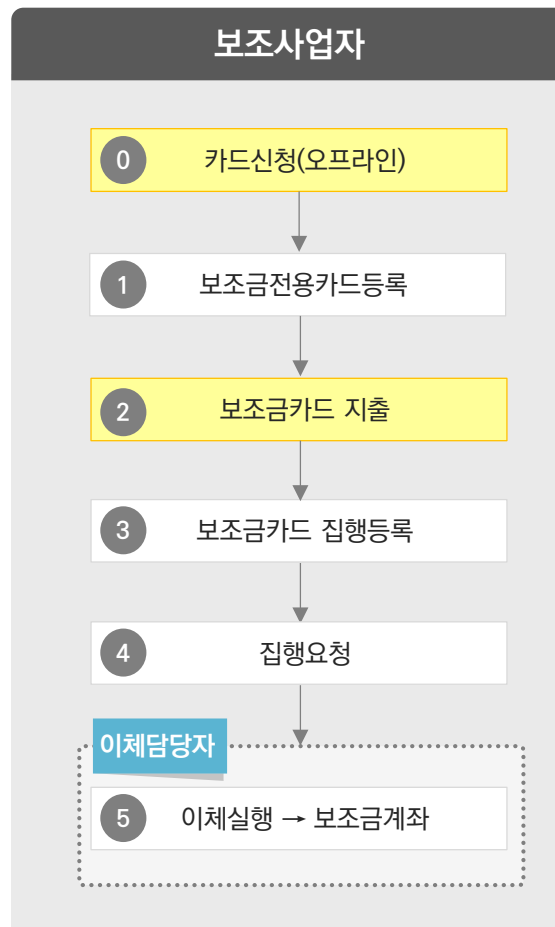 보조사업자
0 카드신청(오프라인)
1 보조금전용카드등록
2 보조금카드 지출
3 보조금카드 집행등록
4 집행요청
이체담당자
5 이체실행 → 보조금계좌